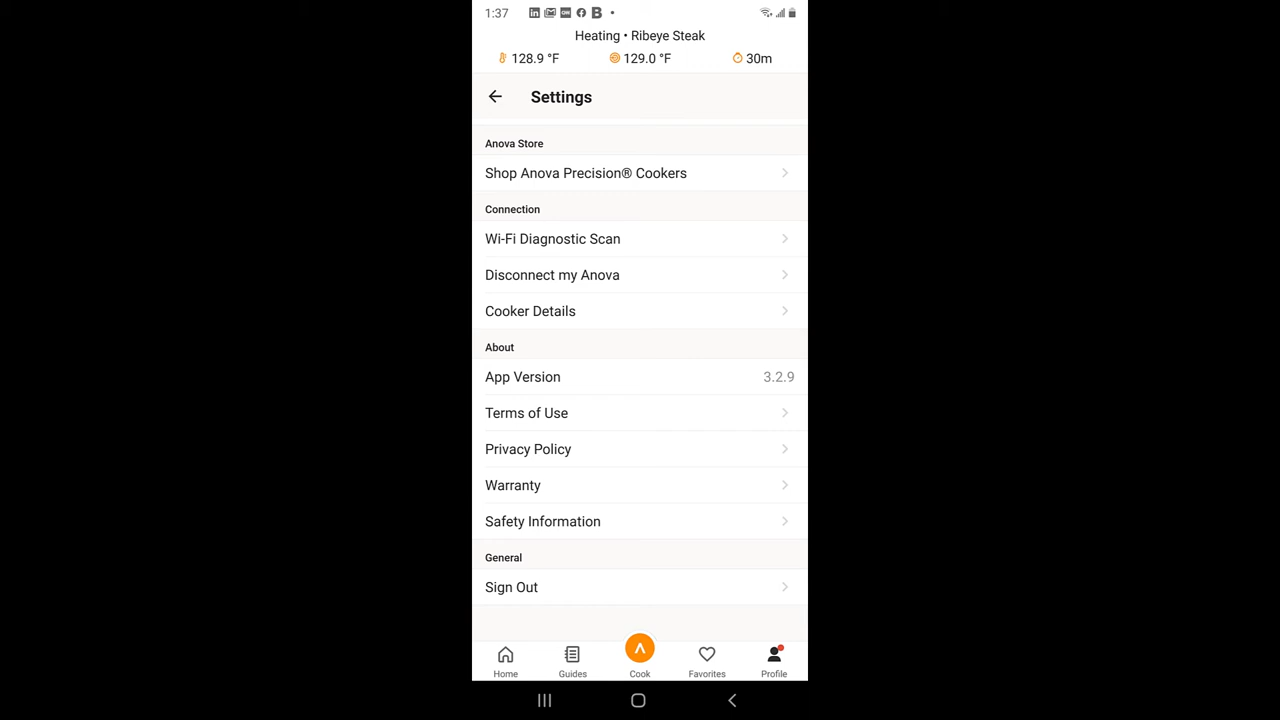 1:37
Heating • Ribeye Steak
128.9 °F 129.0 °F 30m
Settings
Anova Store
Shop Anova Precision® Cookers
Connection
Wi-Fi Diagnostic Scan
Disconnect my Anova
Cooker Details
About
App Version 3.2.9
Terms of Use
Privacy Policy
Warranty
Safety Information
General
Sign Out
Home Guides Cook Favorites Profile